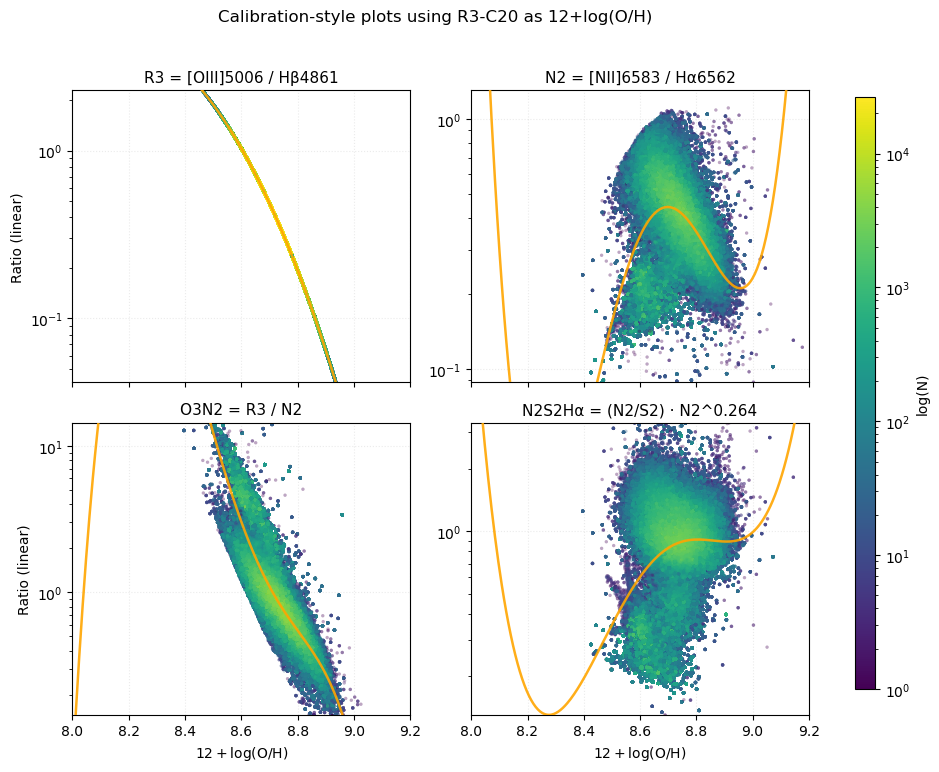 Calibration-style plots using R3-C20 as 12+log(O/H)
R3 = [OIII]5006 / Hβ4861
N2 = [NII]6583 / Hα6562
Ratio (linear)
10⁰
10⁻¹
10⁰
10⁻¹
10⁴
10³
10²
10¹
10⁰
log(N)
O3N2 = R3 / N2
N2S2Hα = (N2/S2) · N2^0.264
Ratio (linear)
10¹
10⁰
10⁰
8.0 8.2 8.4 8.6 8.8 9.0 9.2
8.0 8.2 8.4 8.6 8.8 9.0 9.2
12 + log(O/H)
12 + log(O/H)